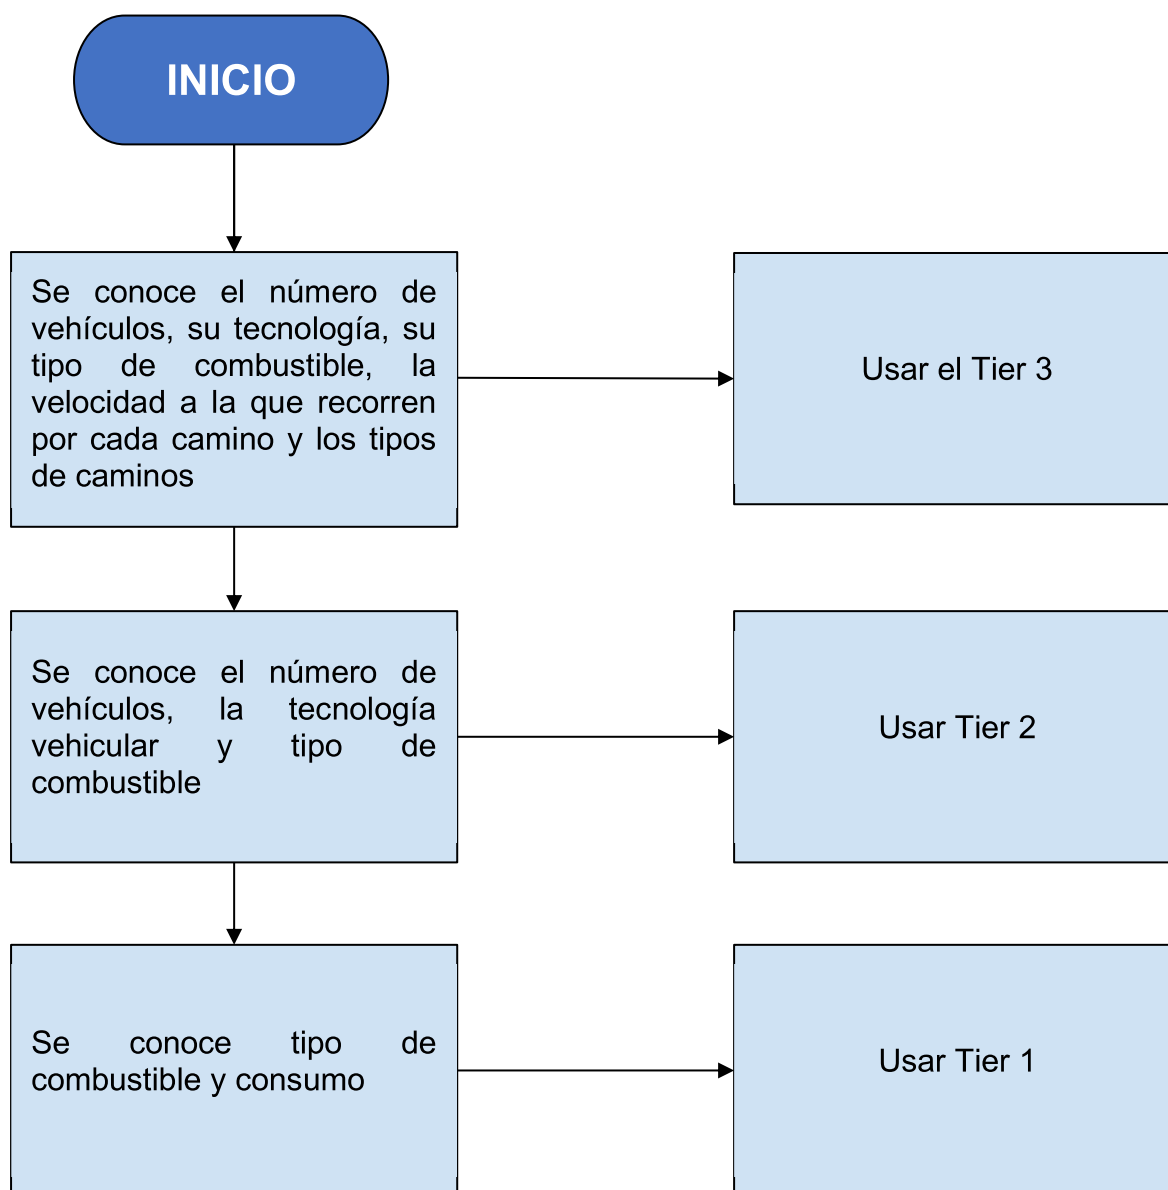 INICIO
Se conoce el número de
vehículos, su tecnología, su
tipo de combustible, la
velocidad a la que recorren
por cada camino y los tipos
de caminos
Usar el Tier 3
Se conoce el número de
vehículos, la tecnología
vehicular y tipo de
combustible
Usar Tier 2
Se conoce tipo de
combustible y consumo
Usar Tier 1